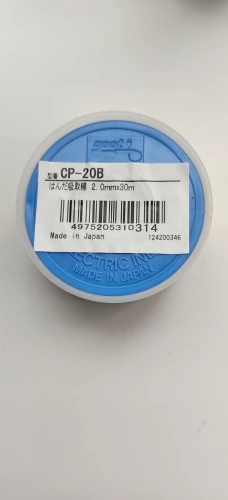 goot
型番 CP-20B
はんだ吸取線 2.0mmx30m
4975205310314
Made in Japan 124200346
ELECTRIC IND
MADE IN JAPAN